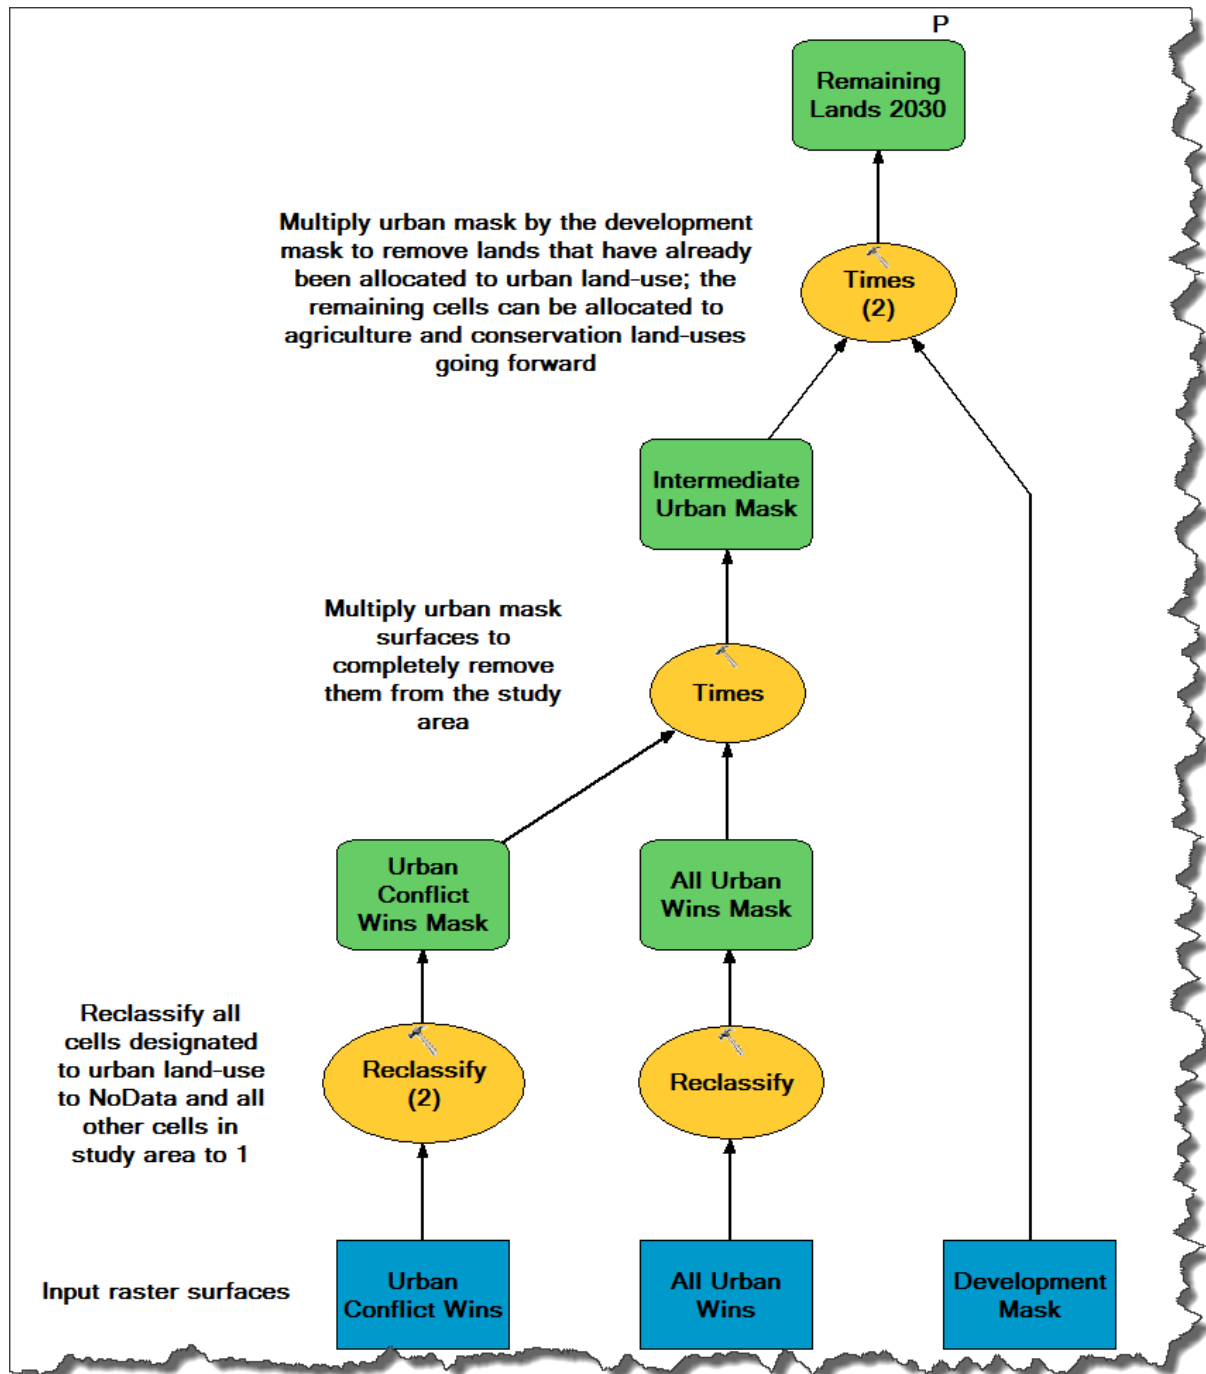 P
Remaining
Lands 2030
Multiply urban mask by the development
mask to remove lands that have already
been allocated to urban land-use; the
remaining cells can be allocated to
agriculture and conservation land-uses
going forward
Times
(2)
Intermediate
Urban Mask
Multiply urban mask
surfaces to
completely remove
them from the study
area
Times
Urban
Conflict
Wins Mask
All Urban
Wins Mask
Reclassify all
cells designated
to urban land-use
to NoData and all
other cells in
study area to 1
Reclassify
(2)
Reclassify
Input raster surfaces
Urban
Conflict Wins
All Urban
Wins
Development
Mask